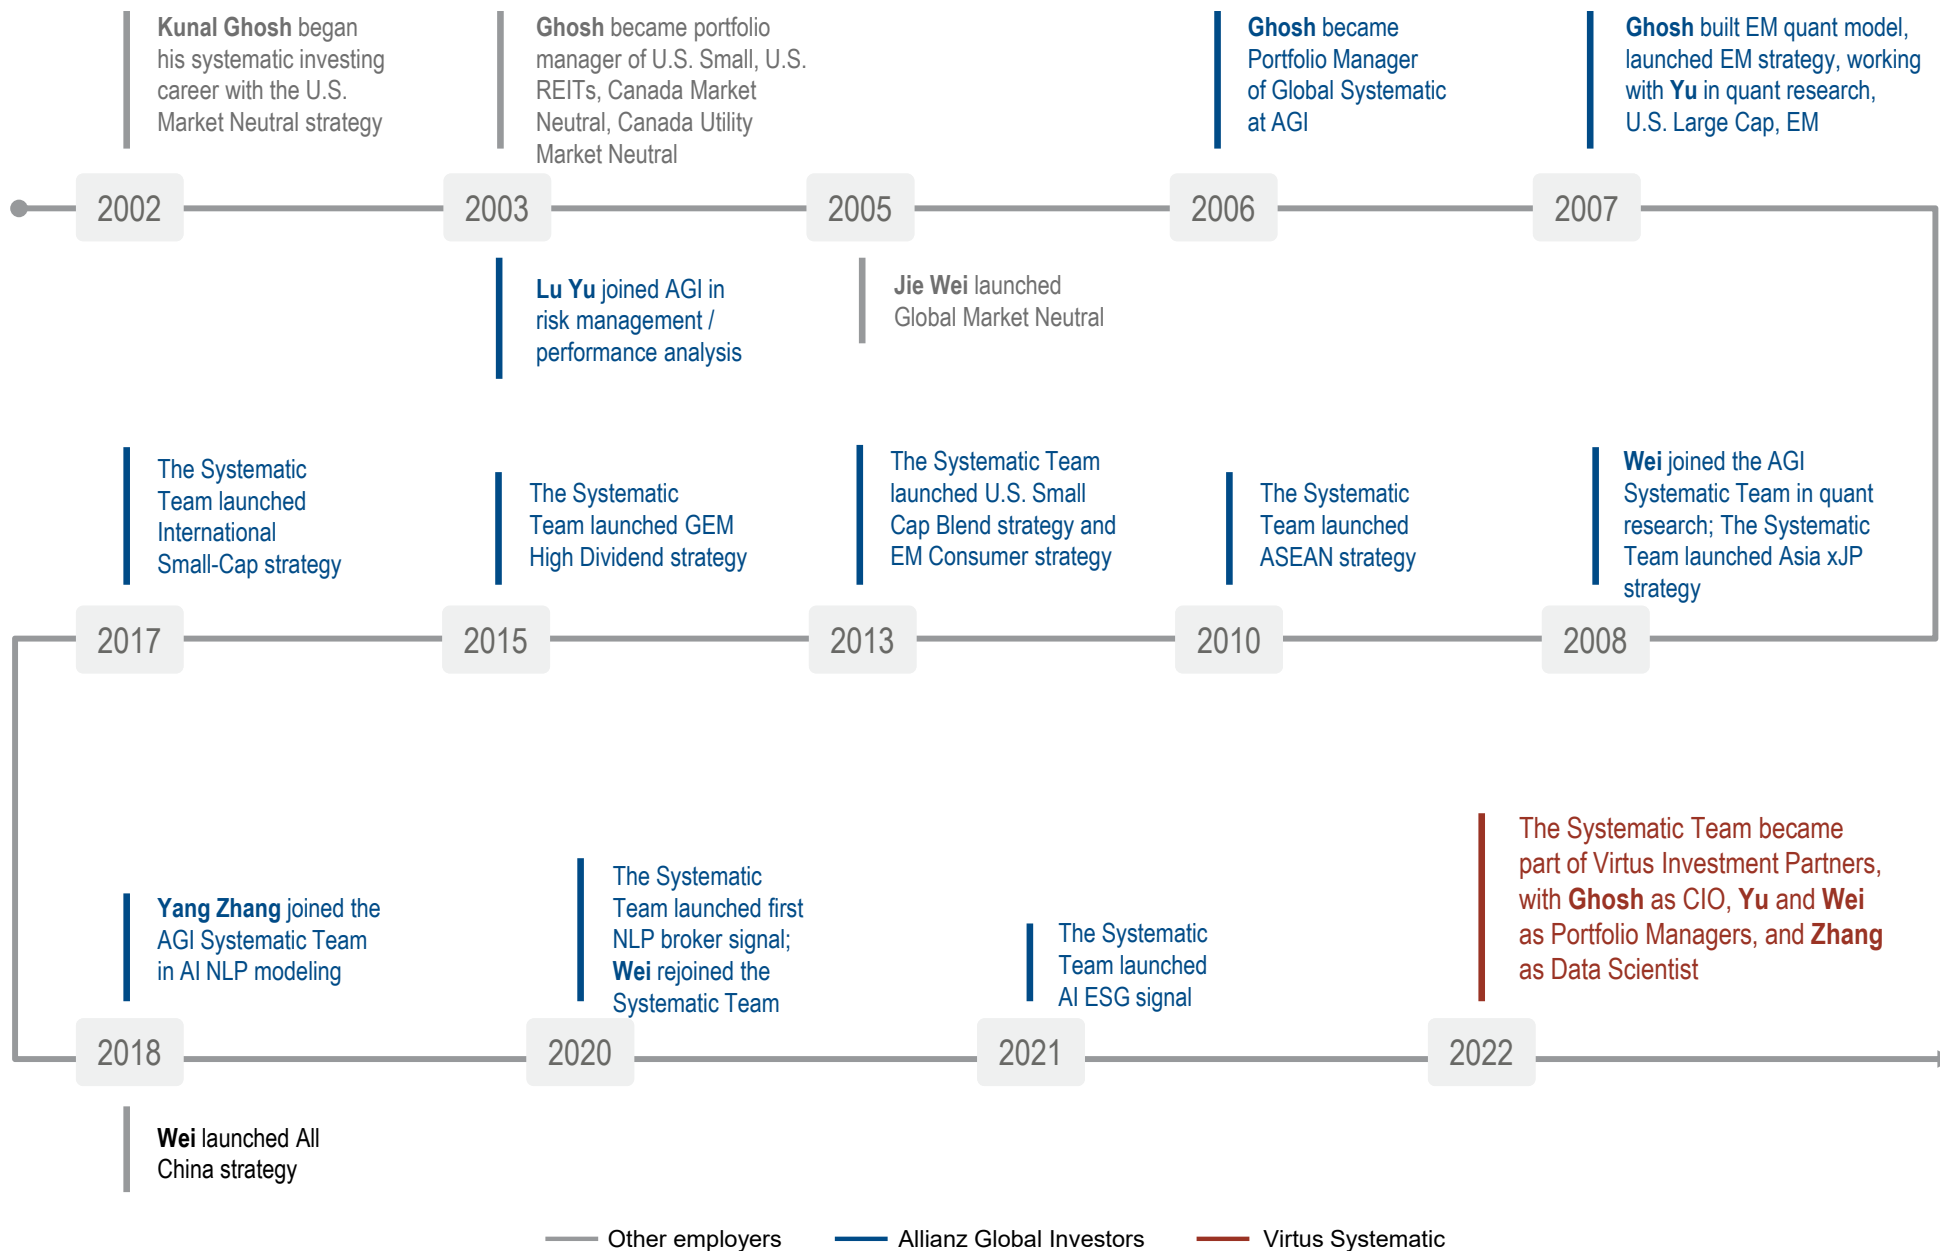 Kunal Ghosh began
his systematic investing
career with the U.S.
Market Neutral strategy
Ghosh became portfolio
manager of U.S. Small, U.S.
REITs, Canada Market
Neutral, Canada Utility
Market Neutral
Ghosh became
Portfolio Manager
of Global Systematic
at AGI
Ghosh built EM quant model,
launched EM strategy, working
with Yu in quant research,
U.S. Large Cap, EM
2002
2003
2005
2006
2007
Lu Yu joined AGI in
risk management /
performance analysis
Jie Wei launched
Global Market Neutral
Wei joined the AGI
Systematic Team in quant
research; The Systematic
Team launched Asia xJP
strategy
The Systematic
Team launched
ASEAN strategy
The Systematic Team
launched U.S. Small
Cap Blend strategy and
EM Consumer strategy
The Systematic
Team launched GEM
High Dividend strategy
The Systematic
Team launched
International
Small-Cap strategy
2017
2015
2013
2010
2008
Yang Zhang joined the
AGI Systematic Team
in AI NLP modeling
The Systematic
Team launched first
NLP broker signal;
Wei rejoined the
Systematic Team
The Systematic
Team launched
AI ESG signal
The Systematic Team became
part of Virtus Investment Partners,
with Ghosh as CIO, Yu and Wei
as Portfolio Managers, and Zhang
as Data Scientist
2018
2020
2021
2022
Wei launched All
China strategy
Other employers
Allianz Global Investors
Virtus Systematic